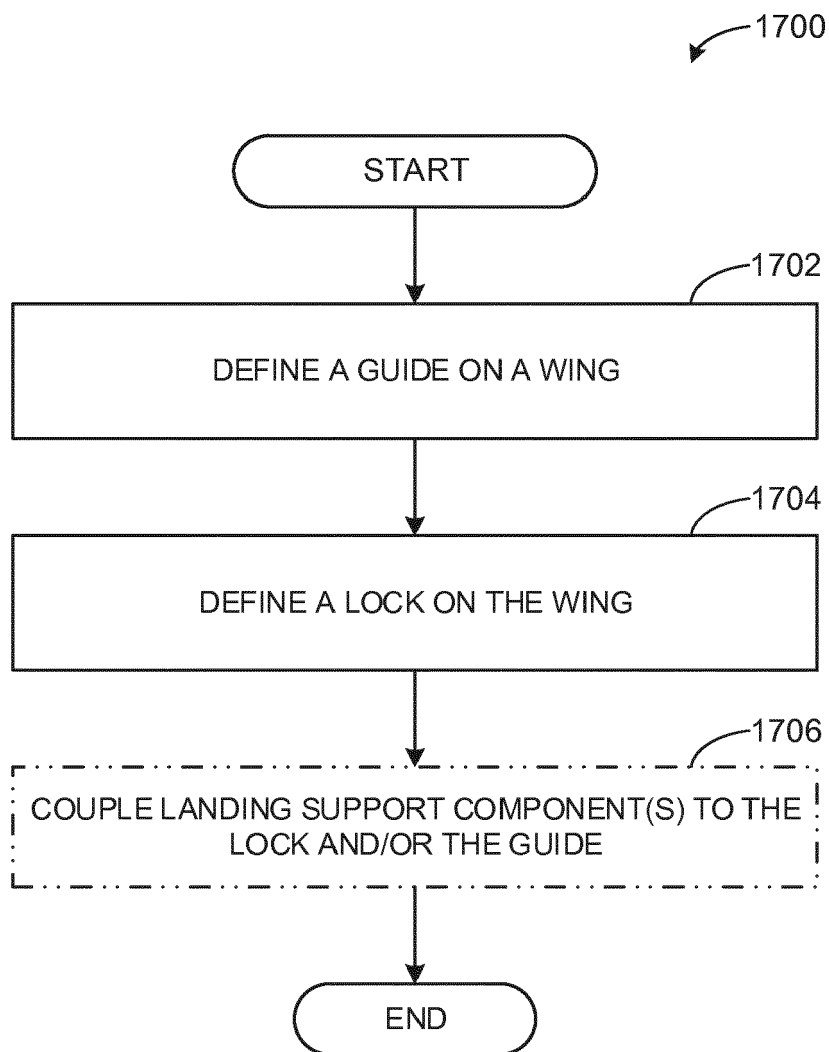 1700
START
1702
DEFINE A GUIDE ON A WING
1704
DEFINE A LOCK ON THE WING
1706
COUPLE LANDING SUPPORT COMPONENT(S) TO THE
LOCK AND/OR THE GUIDE
END